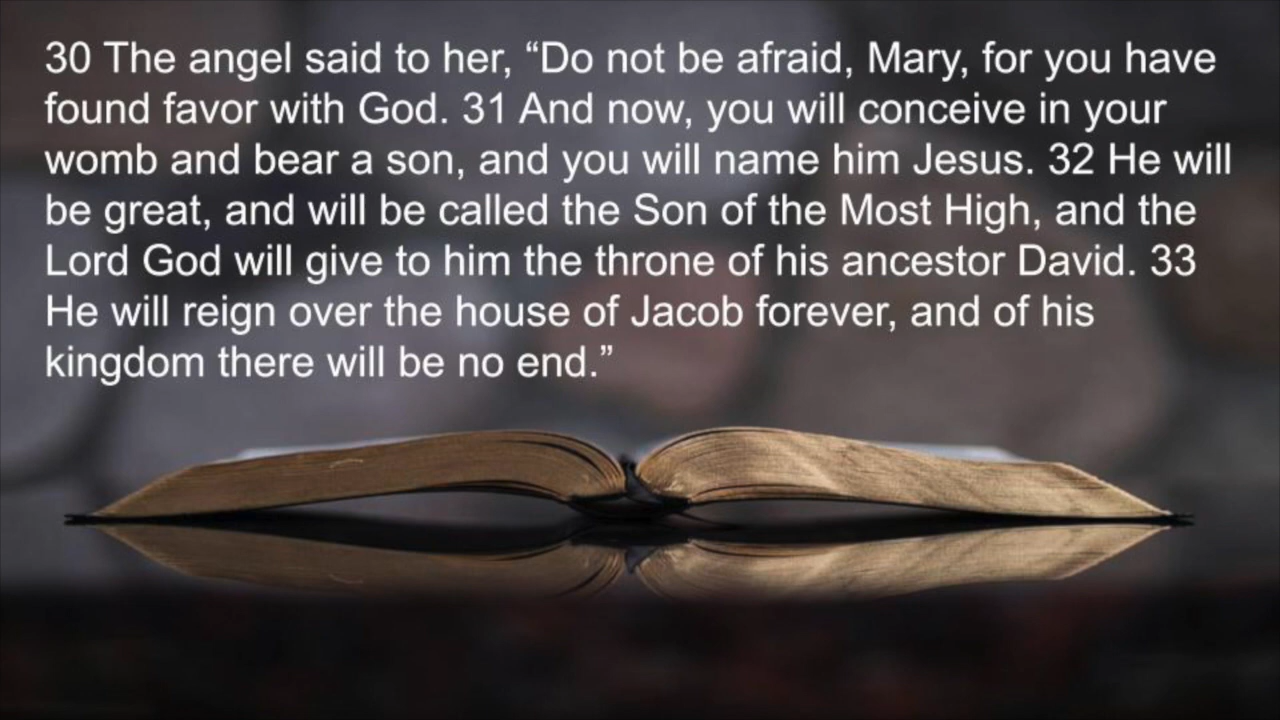 30 The angel said to her, “Do not be afraid, Mary, for you have
found favor with God. 31 And now, you will conceive in your
womb and bear a son, and you will name him Jesus. 32 He will
be great, and will be called the Son of the Most High, and the
Lord God will give to him the throne of his ancestor David. 33
He will reign over the house of Jacob forever, and of his
kingdom there will be no end.”